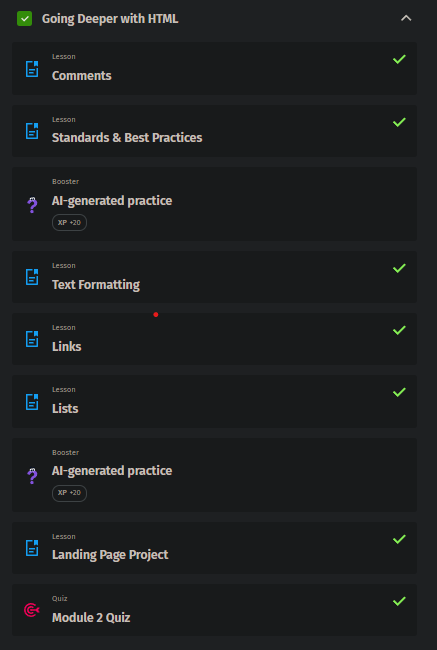 Going Deeper with HTML
Lesson
Comments
Lesson
Standards & Best Practices
Booster
AI-generated practice
XP +20
Lesson
Text Formatting
Lesson
Links
Lesson
Lists
Booster
AI-generated practice
XP +20
Lesson
Landing Page Project
Quiz
Module 2 Quiz